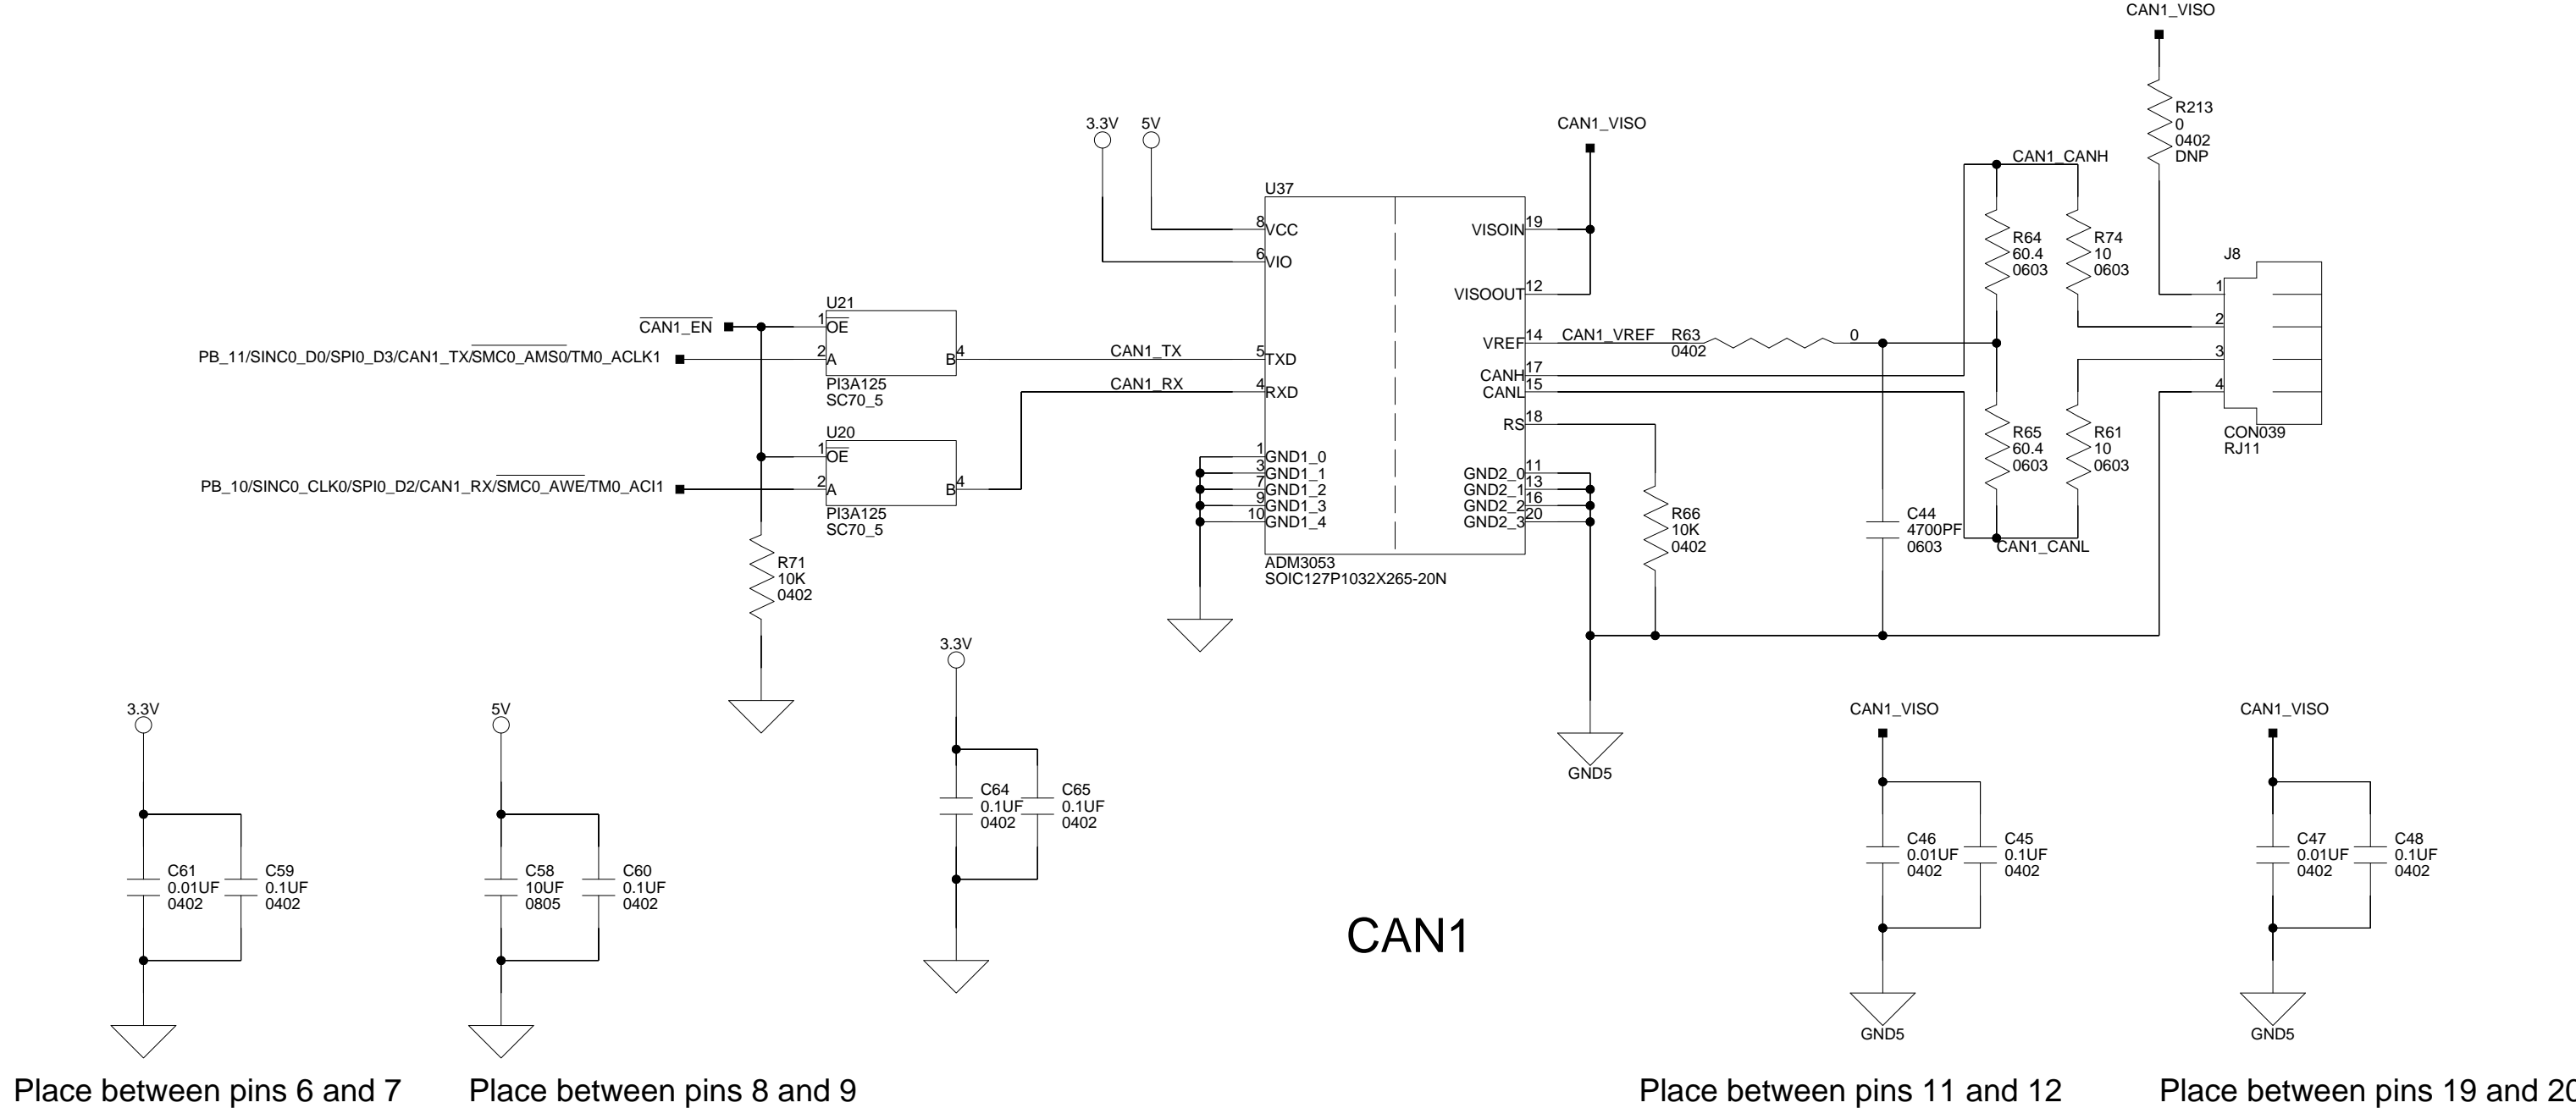 CAN1_VISO
R213
0
0402
DNP
3.3V 5V
CAN1_VISO
CAN1_CANH
U37
8 VCC
6 VIO
VISOIN 19
VISOOUT 12
R64
60.4
0603
R74
10
0603
J8
1
2
3
4
CON039
RJ11
U21
CAN1_EN
1 OE
PB_11/SINC0_D0/SPI0_D3/CAN1_TX/SMC0_AMS0/TM0_ACLK1
2 A
B 4
CAN1_TX
5 TXD
PI3A125
SC70_5
CAN1_RX
4 RXD
VREF 14
CAN1_VREF
R63
0402
0
CANH 17
CANL 15
RS 18
U20
1 OE
PB_10/SINC0_CLK0/SPI0_D2/CAN1_RX/SMC0_AWE/TM0_ACI1
2 A
B 4
PI3A125
SC70_5
1 GND1_0
3 GND1_1
7 GND1_2
9 GND1_3
10 GND1_4
GND2_0 11
GND2_1 13
GND2_2 16
GND2_3 20
R65
60.4
0603
R61
10
0603
R66
10K
0402
C44
4700PF
0603
CAN1_CANL
ADM3053
SOIC127P1032X265-20N
R71
10K
0402
GND5
3.3V
C64
0.1UF
0402
C65
0.1UF
0402
3.3V
C61
0.01UF
0402
C59
0.1UF
0402
5V
C58
10UF
0805
C60
0.1UF
0402
CAN1_VISO
C46
0.01UF
0402
C45
0.1UF
0402
GND5
CAN1_VISO
C47
0.01UF
0402
C48
0.1UF
0402
GND5
CAN1
Place between pins 6 and 7
Place between pins 8 and 9
Place between pins 11 and 12
Place between pins 19 and 20